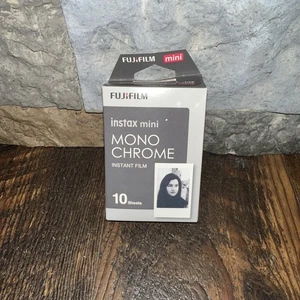 FUJIFILM mini
FUJIFILM
instax mini
MONO
CHROME
INSTANT FILM
10 Sheets